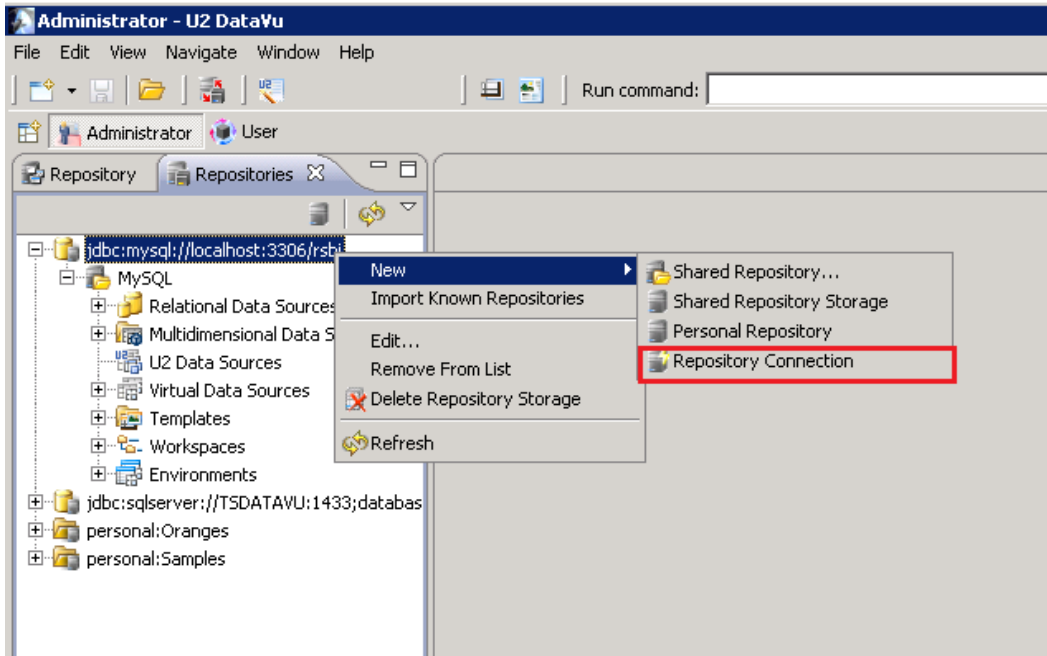 Administrator - U2 DataVu
File Edit View Navigate Window Help
Run command:
Administrator User
Repository Repositories
jdbc:mysql://localhost:3306/rsbi
MySQL
Relational Data Sources
Multidimensional Data S
U2 Data Sources
Virtual Data Sources
Templates
Workspaces
Environments
jdbc:sqlserver://TSDATAVU:1433;databas
personal:Oranges
personal:Samples
New
Import Known Repositories
Edit...
Remove From List
Delete Repository Storage
Refresh
Shared Repository...
Shared Repository Storage
Personal Repository
Repository Connection